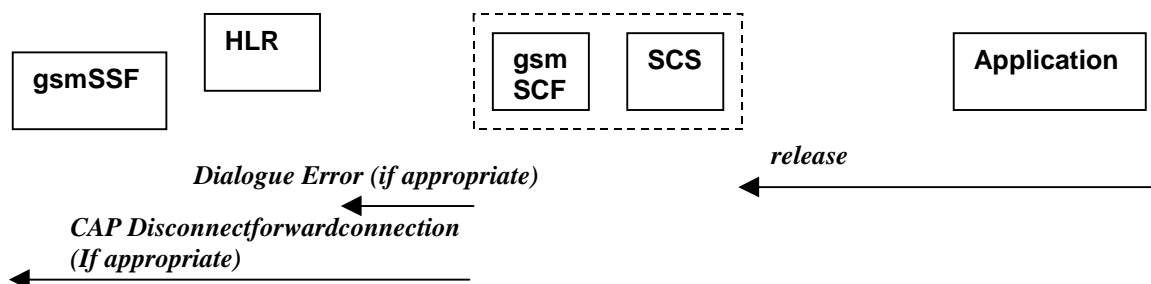 HLR
gsmSSF
gsm
SCF
SCS
Application
release
Dialogue Error (if appropriate)
CAP Disconnectforwardconnection
(If appropriate)